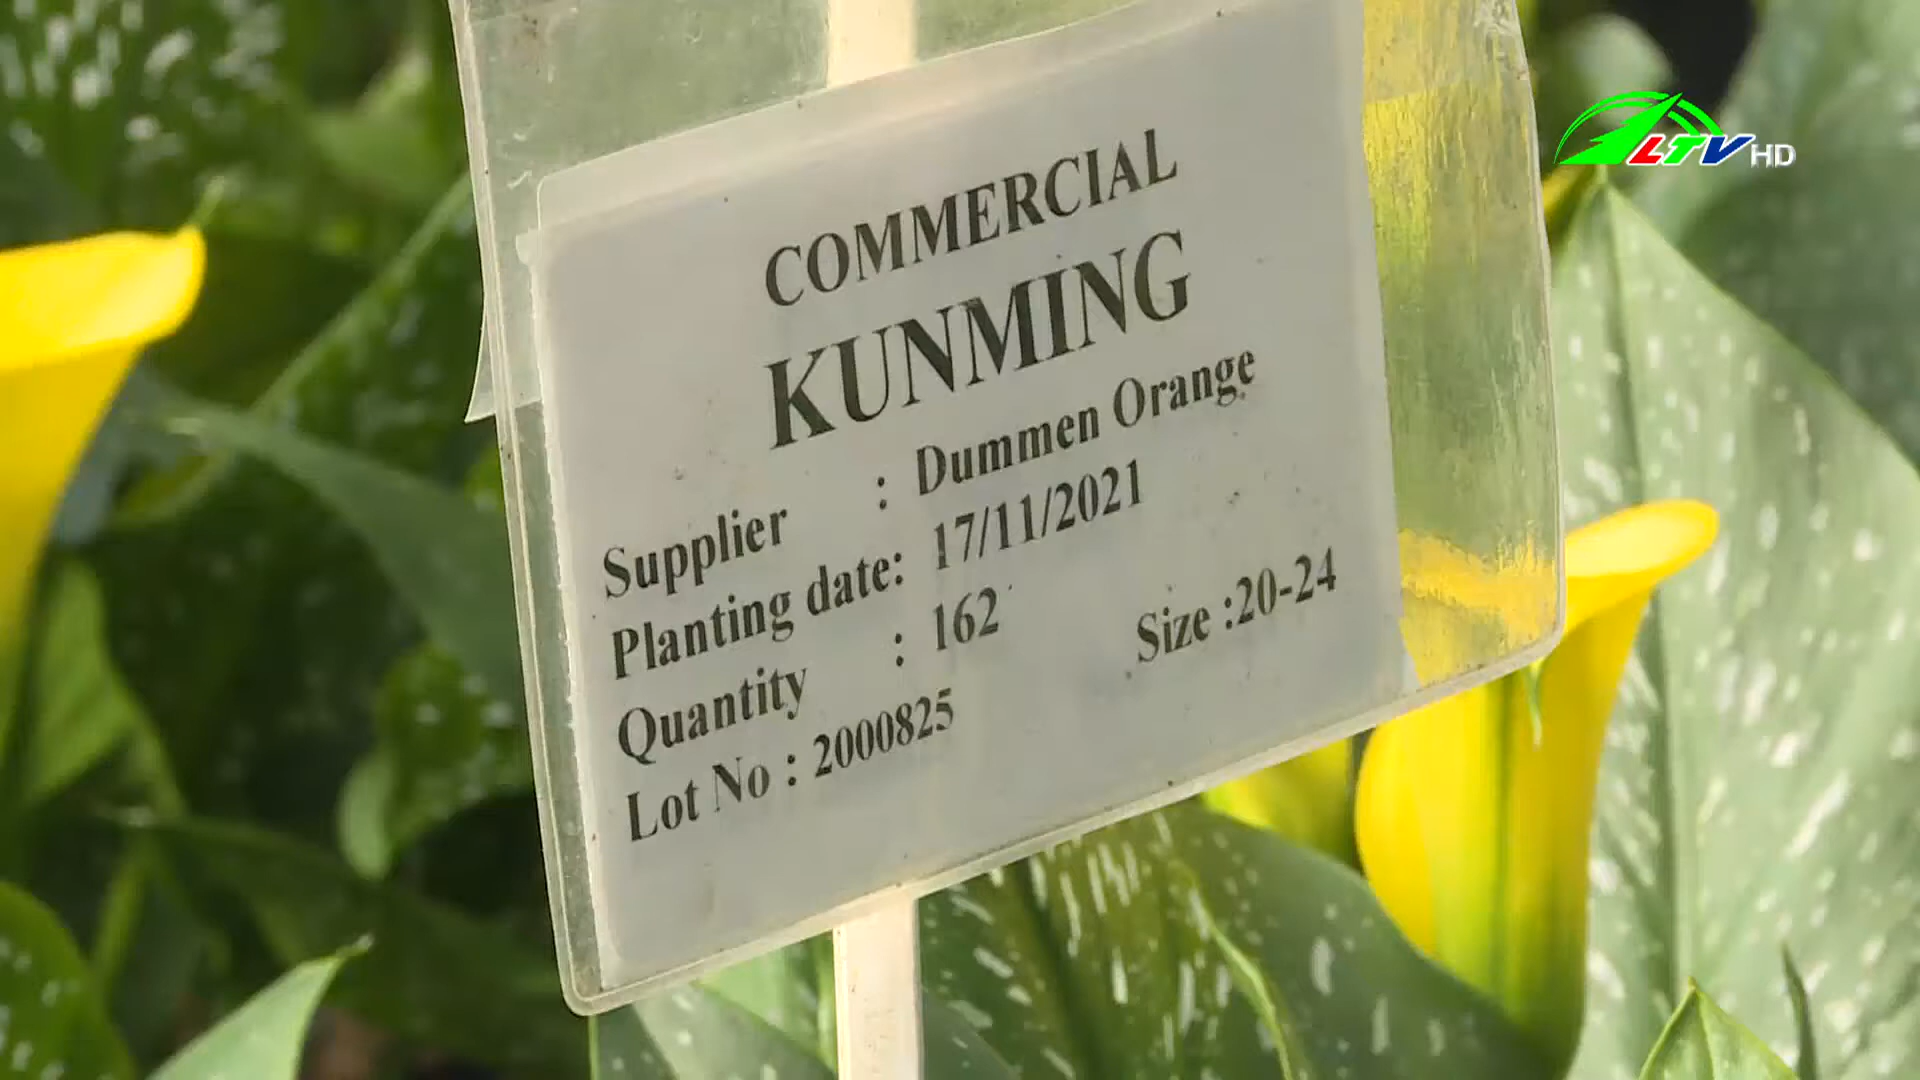 LTV HD
COMMERCIAL
KUNMING
Supplier : Dummen Orange
Planting date: 17/11/2021
Quantity : 162 Size :20-24
Lot No : 2000825